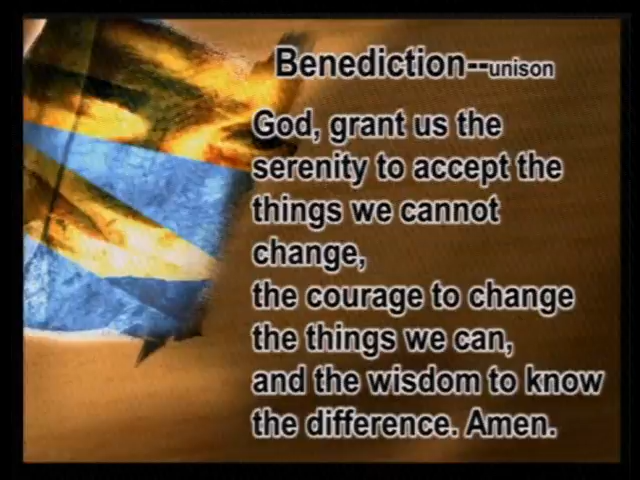 Benediction--unison
God, grant us the
serenity to accept the
things we cannot
change,
the courage to change
the things we can,
and the wisdom to know
the difference. Amen.